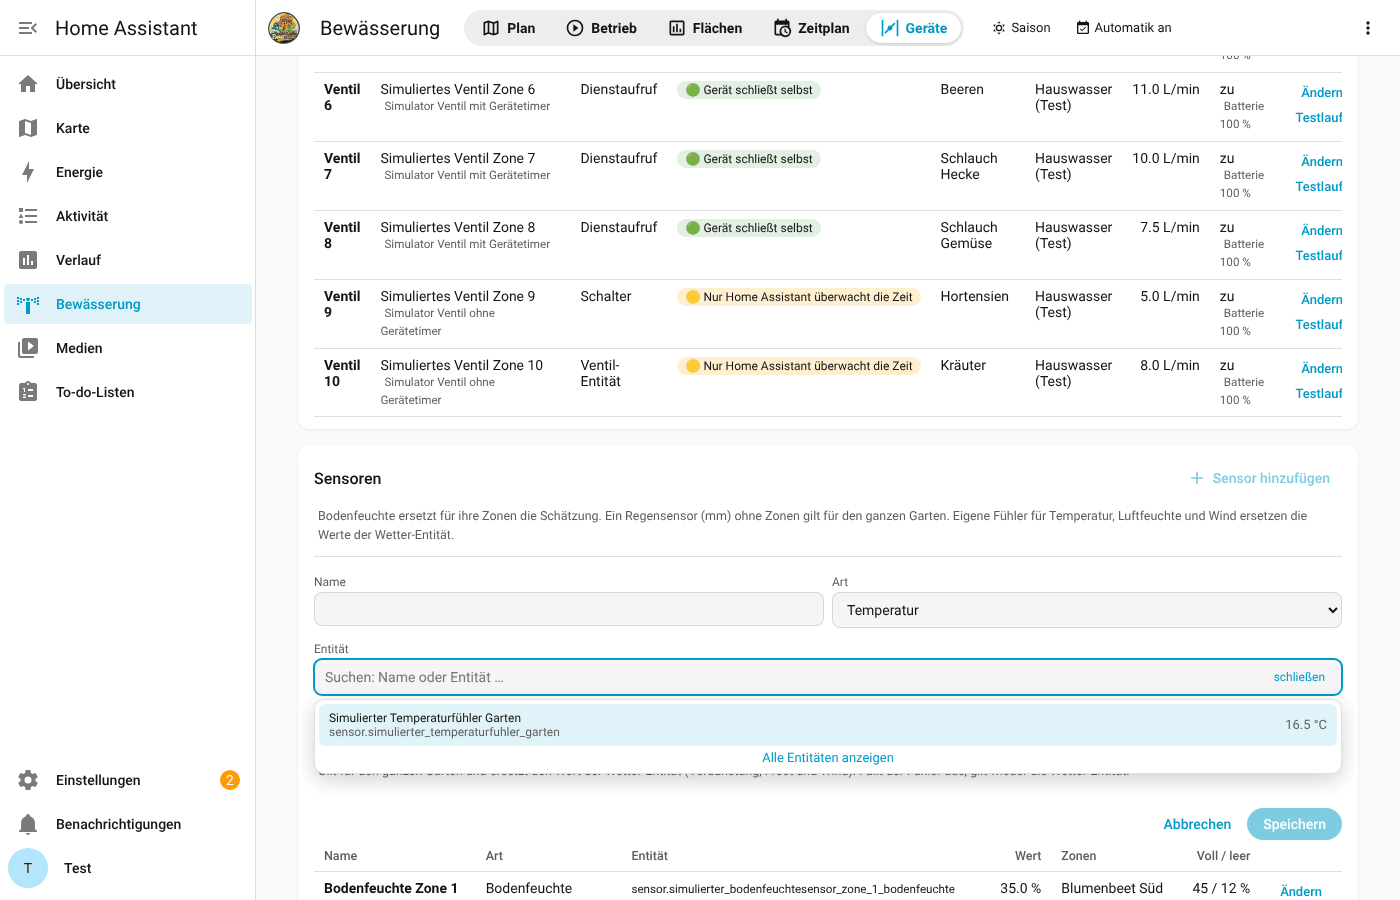 Home Assistant
Bewässerung
Plan
Betrieb
Flächen
Zeitplan
Geräte
Saison
Automatik an
Übersicht
Karte
Energie
Aktivität
Verlauf
Bewässerung
Medien
To-do-Listen
Einstellungen
2
Benachrichtigungen
T
Test
100 %
Ventil 6
Simuliertes Ventil Zone 6
Simulator Ventil mit Gerätetimer
Dienstaufruf
Gerät schließt selbst
Beeren
Hauswasser (Test)
11.0 L/min
zu
Batterie 100 %
Ändern
Testlauf
Ventil 7
Simuliertes Ventil Zone 7
Simulator Ventil mit Gerätetimer
Dienstaufruf
Gerät schließt selbst
Schlauch Hecke
Hauswasser (Test)
10.0 L/min
zu
Batterie 100 %
Ändern
Testlauf
Ventil 8
Simuliertes Ventil Zone 8
Simulator Ventil mit Gerätetimer
Dienstaufruf
Gerät schließt selbst
Schlauch Gemüse
Hauswasser (Test)
7.5 L/min
zu
Batterie 100 %
Ändern
Testlauf
Ventil 9
Simuliertes Ventil Zone 9
Simulator Ventil ohne Gerätetimer
Schalter
Nur Home Assistant überwacht die Zeit
Hortensien
Hauswasser (Test)
5.0 L/min
zu
Batterie 100 %
Ändern
Testlauf
Ventil 10
Simuliertes Ventil Zone 10
Simulator Ventil ohne Gerätetimer
Ventil-Entität
Nur Home Assistant überwacht die Zeit
Kräuter
Hauswasser (Test)
8.0 L/min
zu
Batterie 100 %
Ändern
Testlauf
Sensoren
Sensor hinzufügen
Bodenfeuchte ersetzt für ihre Zonen die Schätzung. Ein Regensensor (mm) ohne Zonen gilt für den ganzen Garten. Eigene Fühler für Temperatur, Luftfeuchte und Wind ersetzen die
Werte der Wetter-Entität.
Name
Art
Temperatur
Entität
Suchen: Name oder Entität …
schließen
Simulierter Temperaturfühler Garten
sensor.simulierter_temperaturfuhler_garten
16.5 °C
Alle Entitäten anzeigen
Abbrechen
Speichern
Name
Art
Entität
Wert
Zonen
Voll / leer
Bodenfeuchte Zone 1
Bodenfeuchte
sensor.simulierter_bodenfeuchtesensor_zone_1_bodenfeuchte
35.0 %
Blumenbeet Süd
45 / 12 %
Ändern